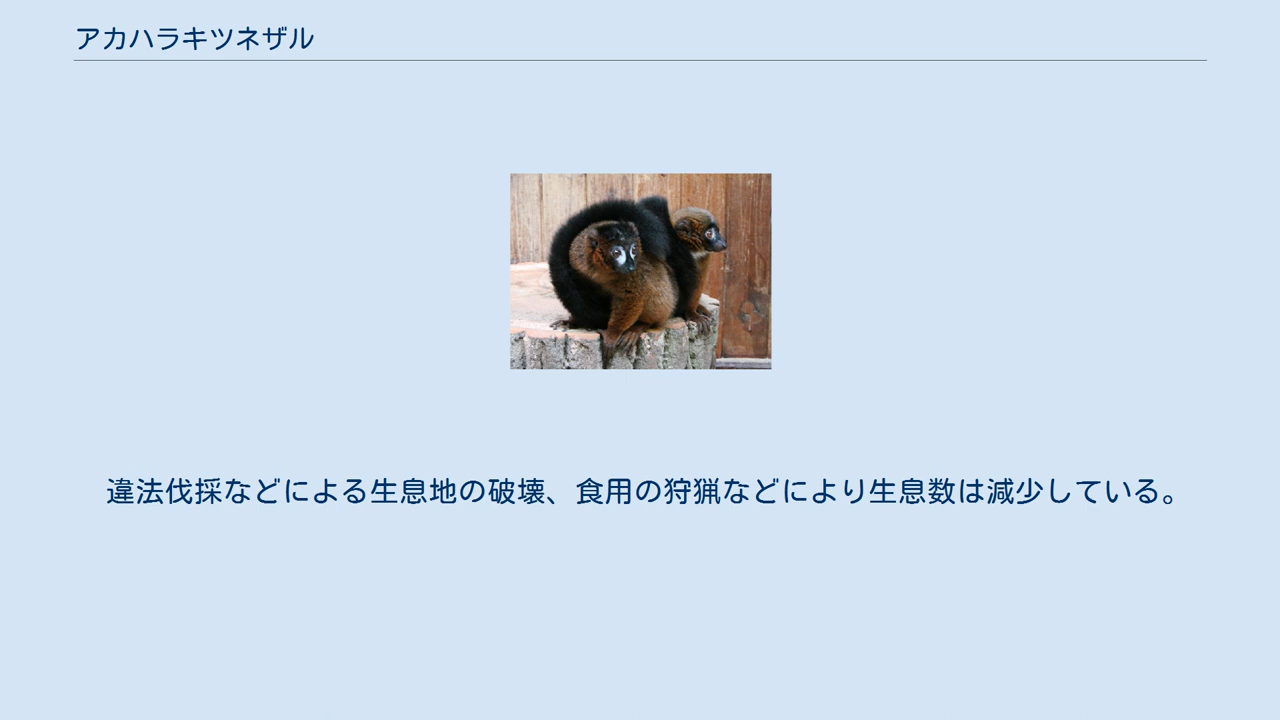 アカハラキツネザル
違法伐採などによる生息地の破壊、食用の狩猟などにより生息数は減少している。